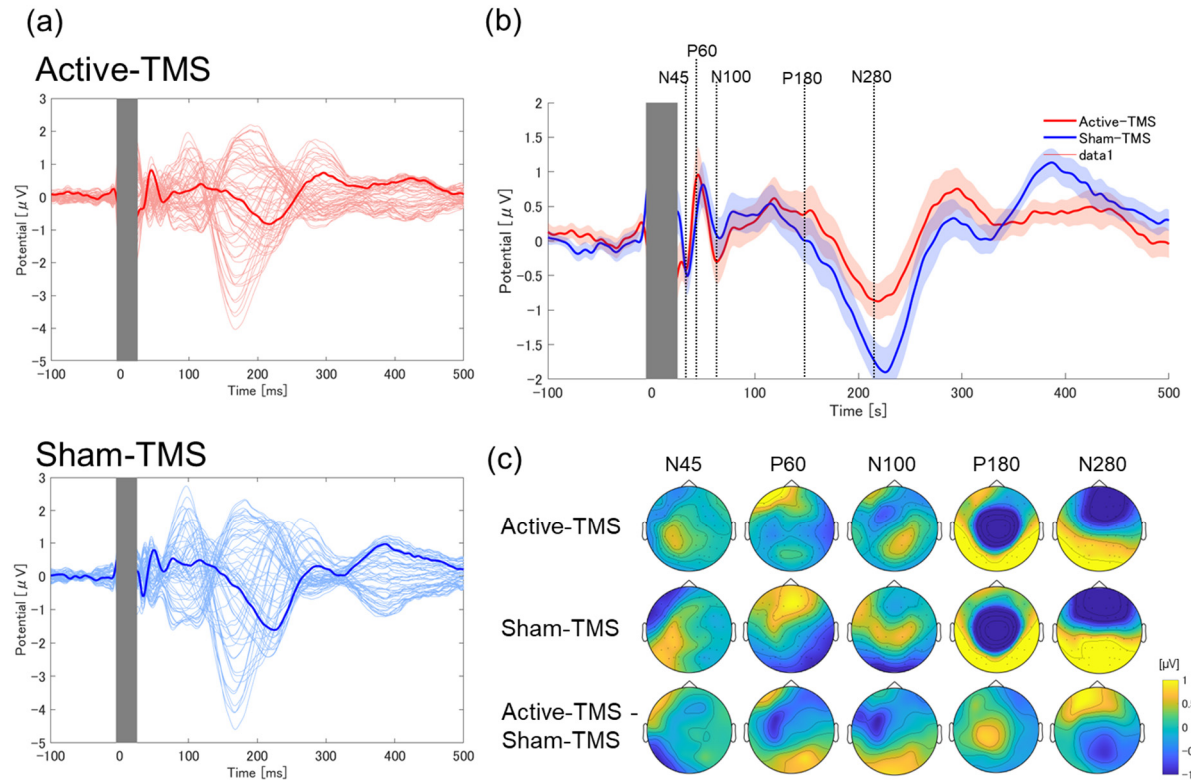 (a)
Active-TMS
3
2
1
0
-1
-2
-3
-4
-5
Potential [μV]
-100 0 100 200 300 400 500
Time [ms]
Sham-TMS
3
2
1
0
-1
-2
-3
-4
-5
Potential [μV]
-100 0 100 200 300 400 500
Time [ms]
(b)
P60
N45 N100 P180 N280
2
1.5
1
0.5
0
-0.5
-1
-1.5
-2
Potential [μV]
Active-TMS
Sham-TMS
data1
-100 0 100 200 300 400 500
Time [s]
(c)
N45 P60 N100 P180 N280
Active-TMS
Sham-TMS
Active-TMS -
Sham-TMS
[μV]
1
0.5